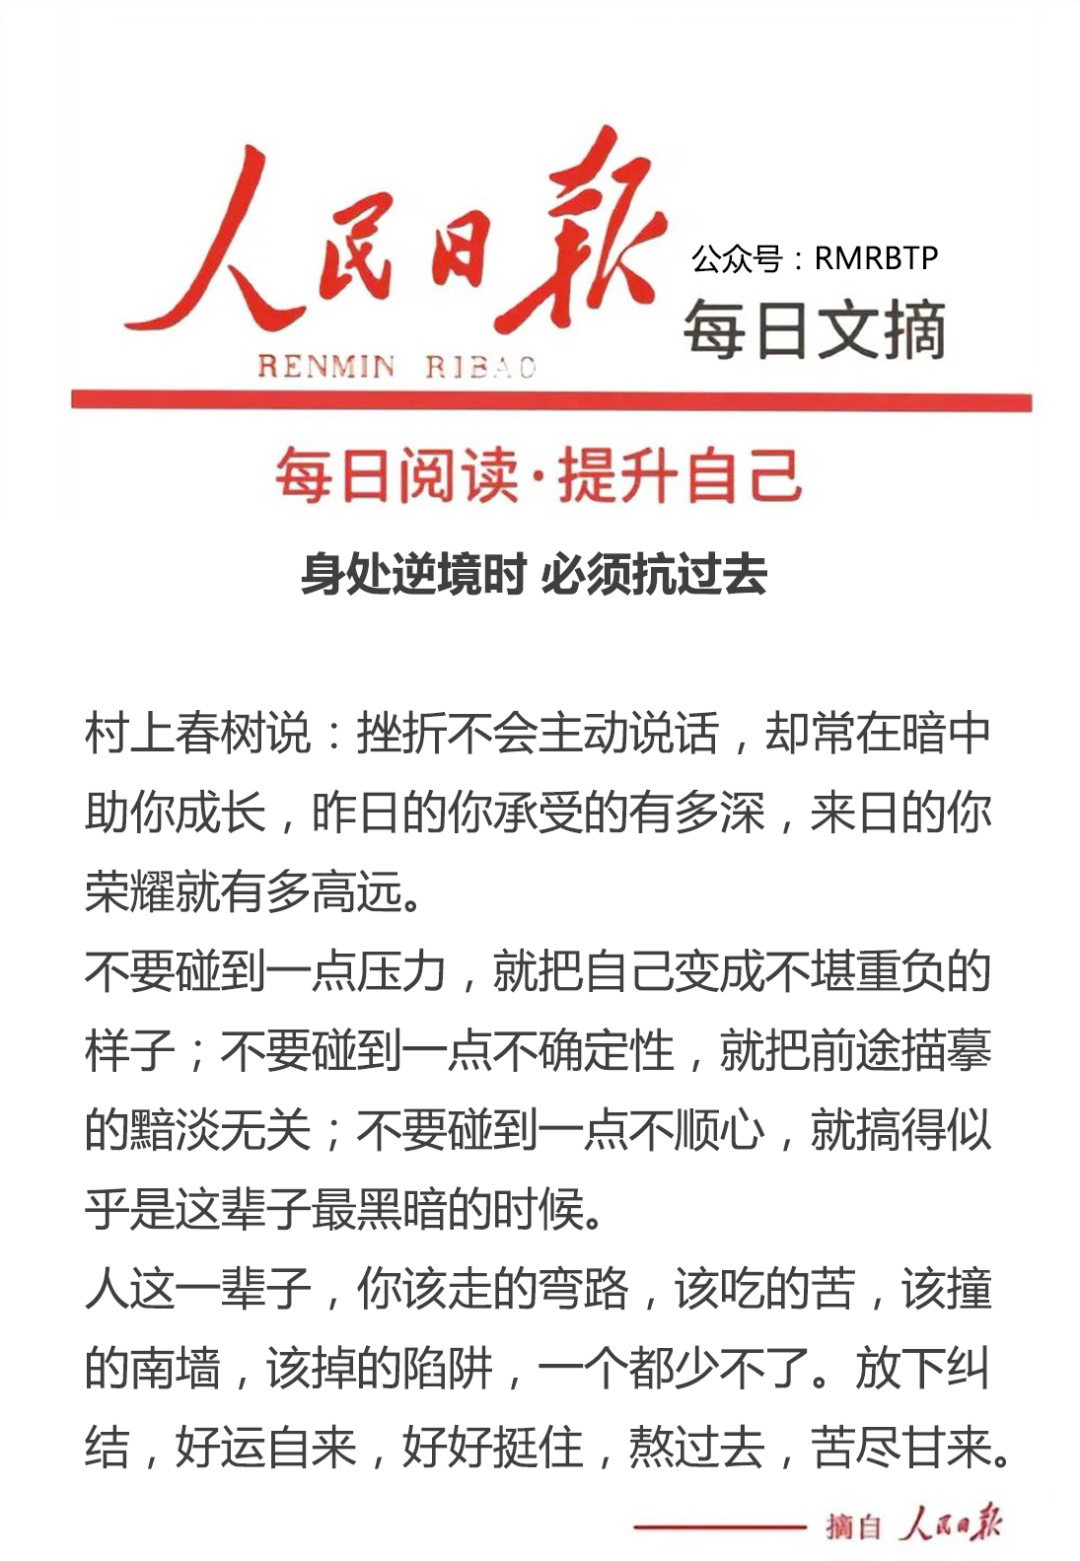 人民日报
公众号：RMRBTP
每日文摘
RENMIN RIBAO
每日阅读·提升自己
身处逆境时 必须抗过去
村上春树说：挫折不会主动说话，却常在暗中
助你成长，昨日的你承受的有多深，来日的你
荣耀就有多高远。
不要碰到一点压力，就把自己变成不堪重负的
样子；不要碰到一点不确定性，就把前途描摹
的黯淡无关；不要碰到一点不顺心，就搞得似
乎是这辈子最黑暗的时候。
人这一辈子，你该走的弯路，该吃的苦，该撞
的南墙，该掉的陷阱，一个都少不了。放下纠
结，好运自来，好好挺住，熬过去，苦尽甘来。
摘自 人民日报